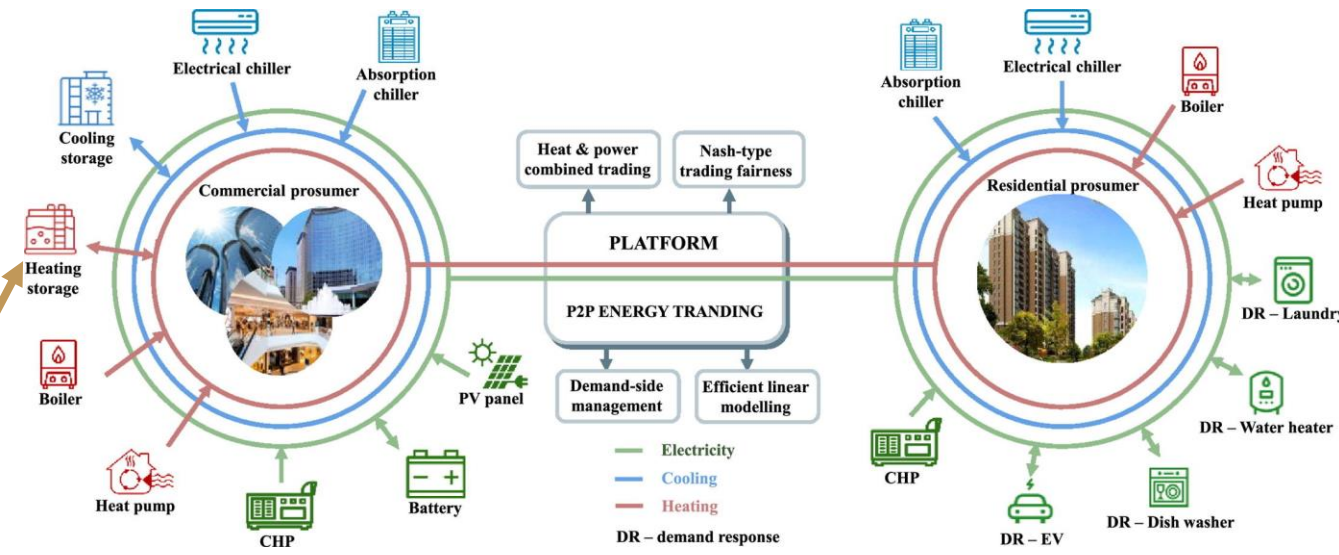 Electrical chiller
Absorption
chiller
Cooling
storage
Commercial prosumer
Heating
storage
Boiler
Heat pump
CHP
Battery
PV panel
Heat & power
combined trading
Nash-type
trading fairness
PLATFORM
P2P ENERGY TRANDING
Demand-side
management
Efficient linear
modelling
Electricity
Cooling
Heating
DR – demand response
Absorption
chiller
Electrical chiller
Boiler
Residential prosumer
Heat pump
DR – Laundry
DR – Water heater
DR – Dish washer
DR – EV
CHP